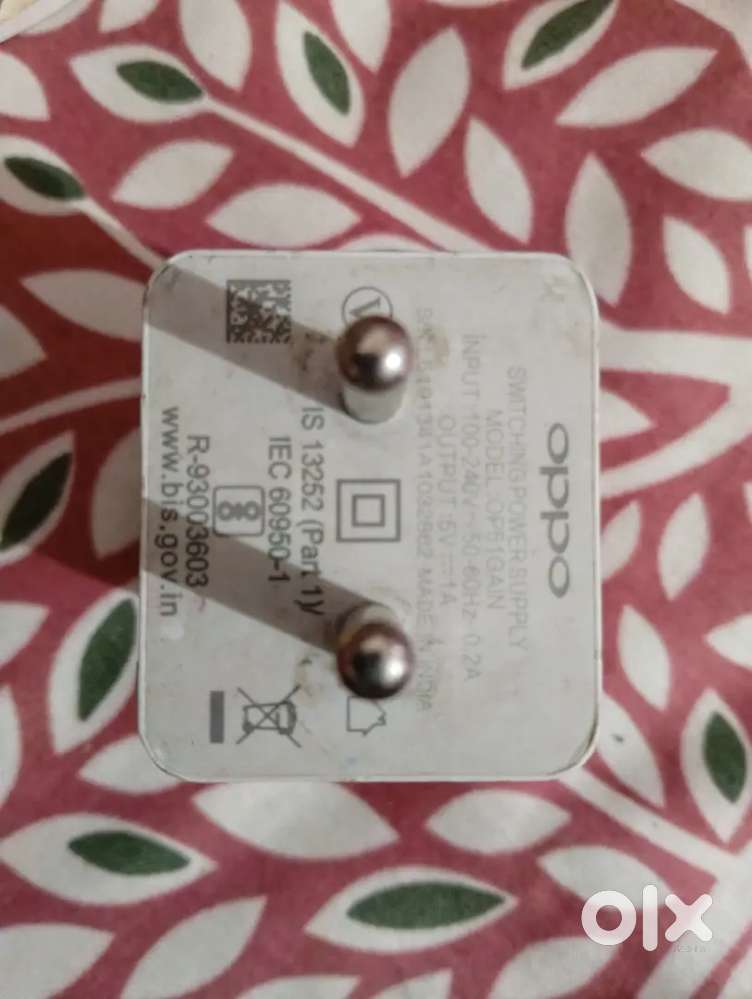 oppo
SWITCHING POWER SUPPLY
MODEL: OP51GAIN
INPUT: 100-240V~50-60Hz 0.2A
OUTPUT: 5V 1A
MADE IN INDIA
V
IS 13252 (Part 1)/
IEC 60950-1
R-93003603
www.bis.gov.in
olx